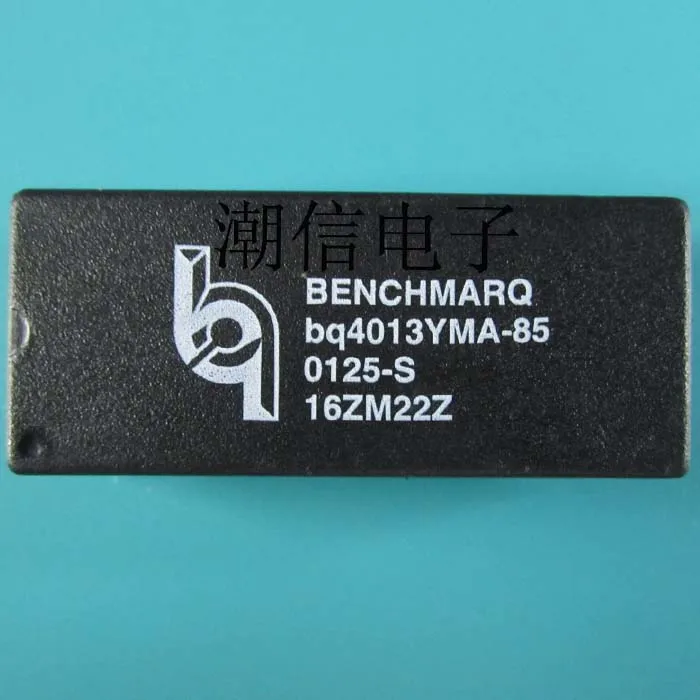 潮信电子
BENCHMARQ
bq4013YMA-85
0125-S
16ZM22Z